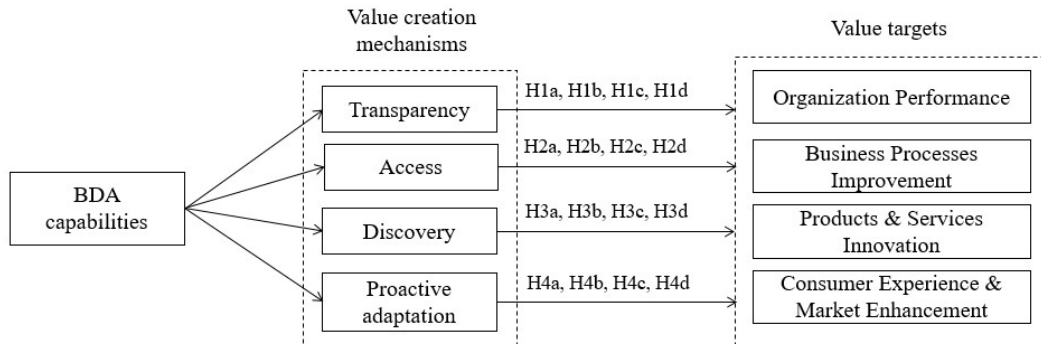 Value creation
mechanisms
Value targets
BDA
capabilities
Transparency
Access
Discovery
Proactive
adaptation
H1a, H1b, H1c, H1d
H2a, H2b, H2c, H2d
H3a, H3b, H3c, H3d
H4a, H4b, H4c, H4d
Organization Performance
Business Processes
Improvement
Products & Services
Innovation
Consumer Experience &
Market Enhancement